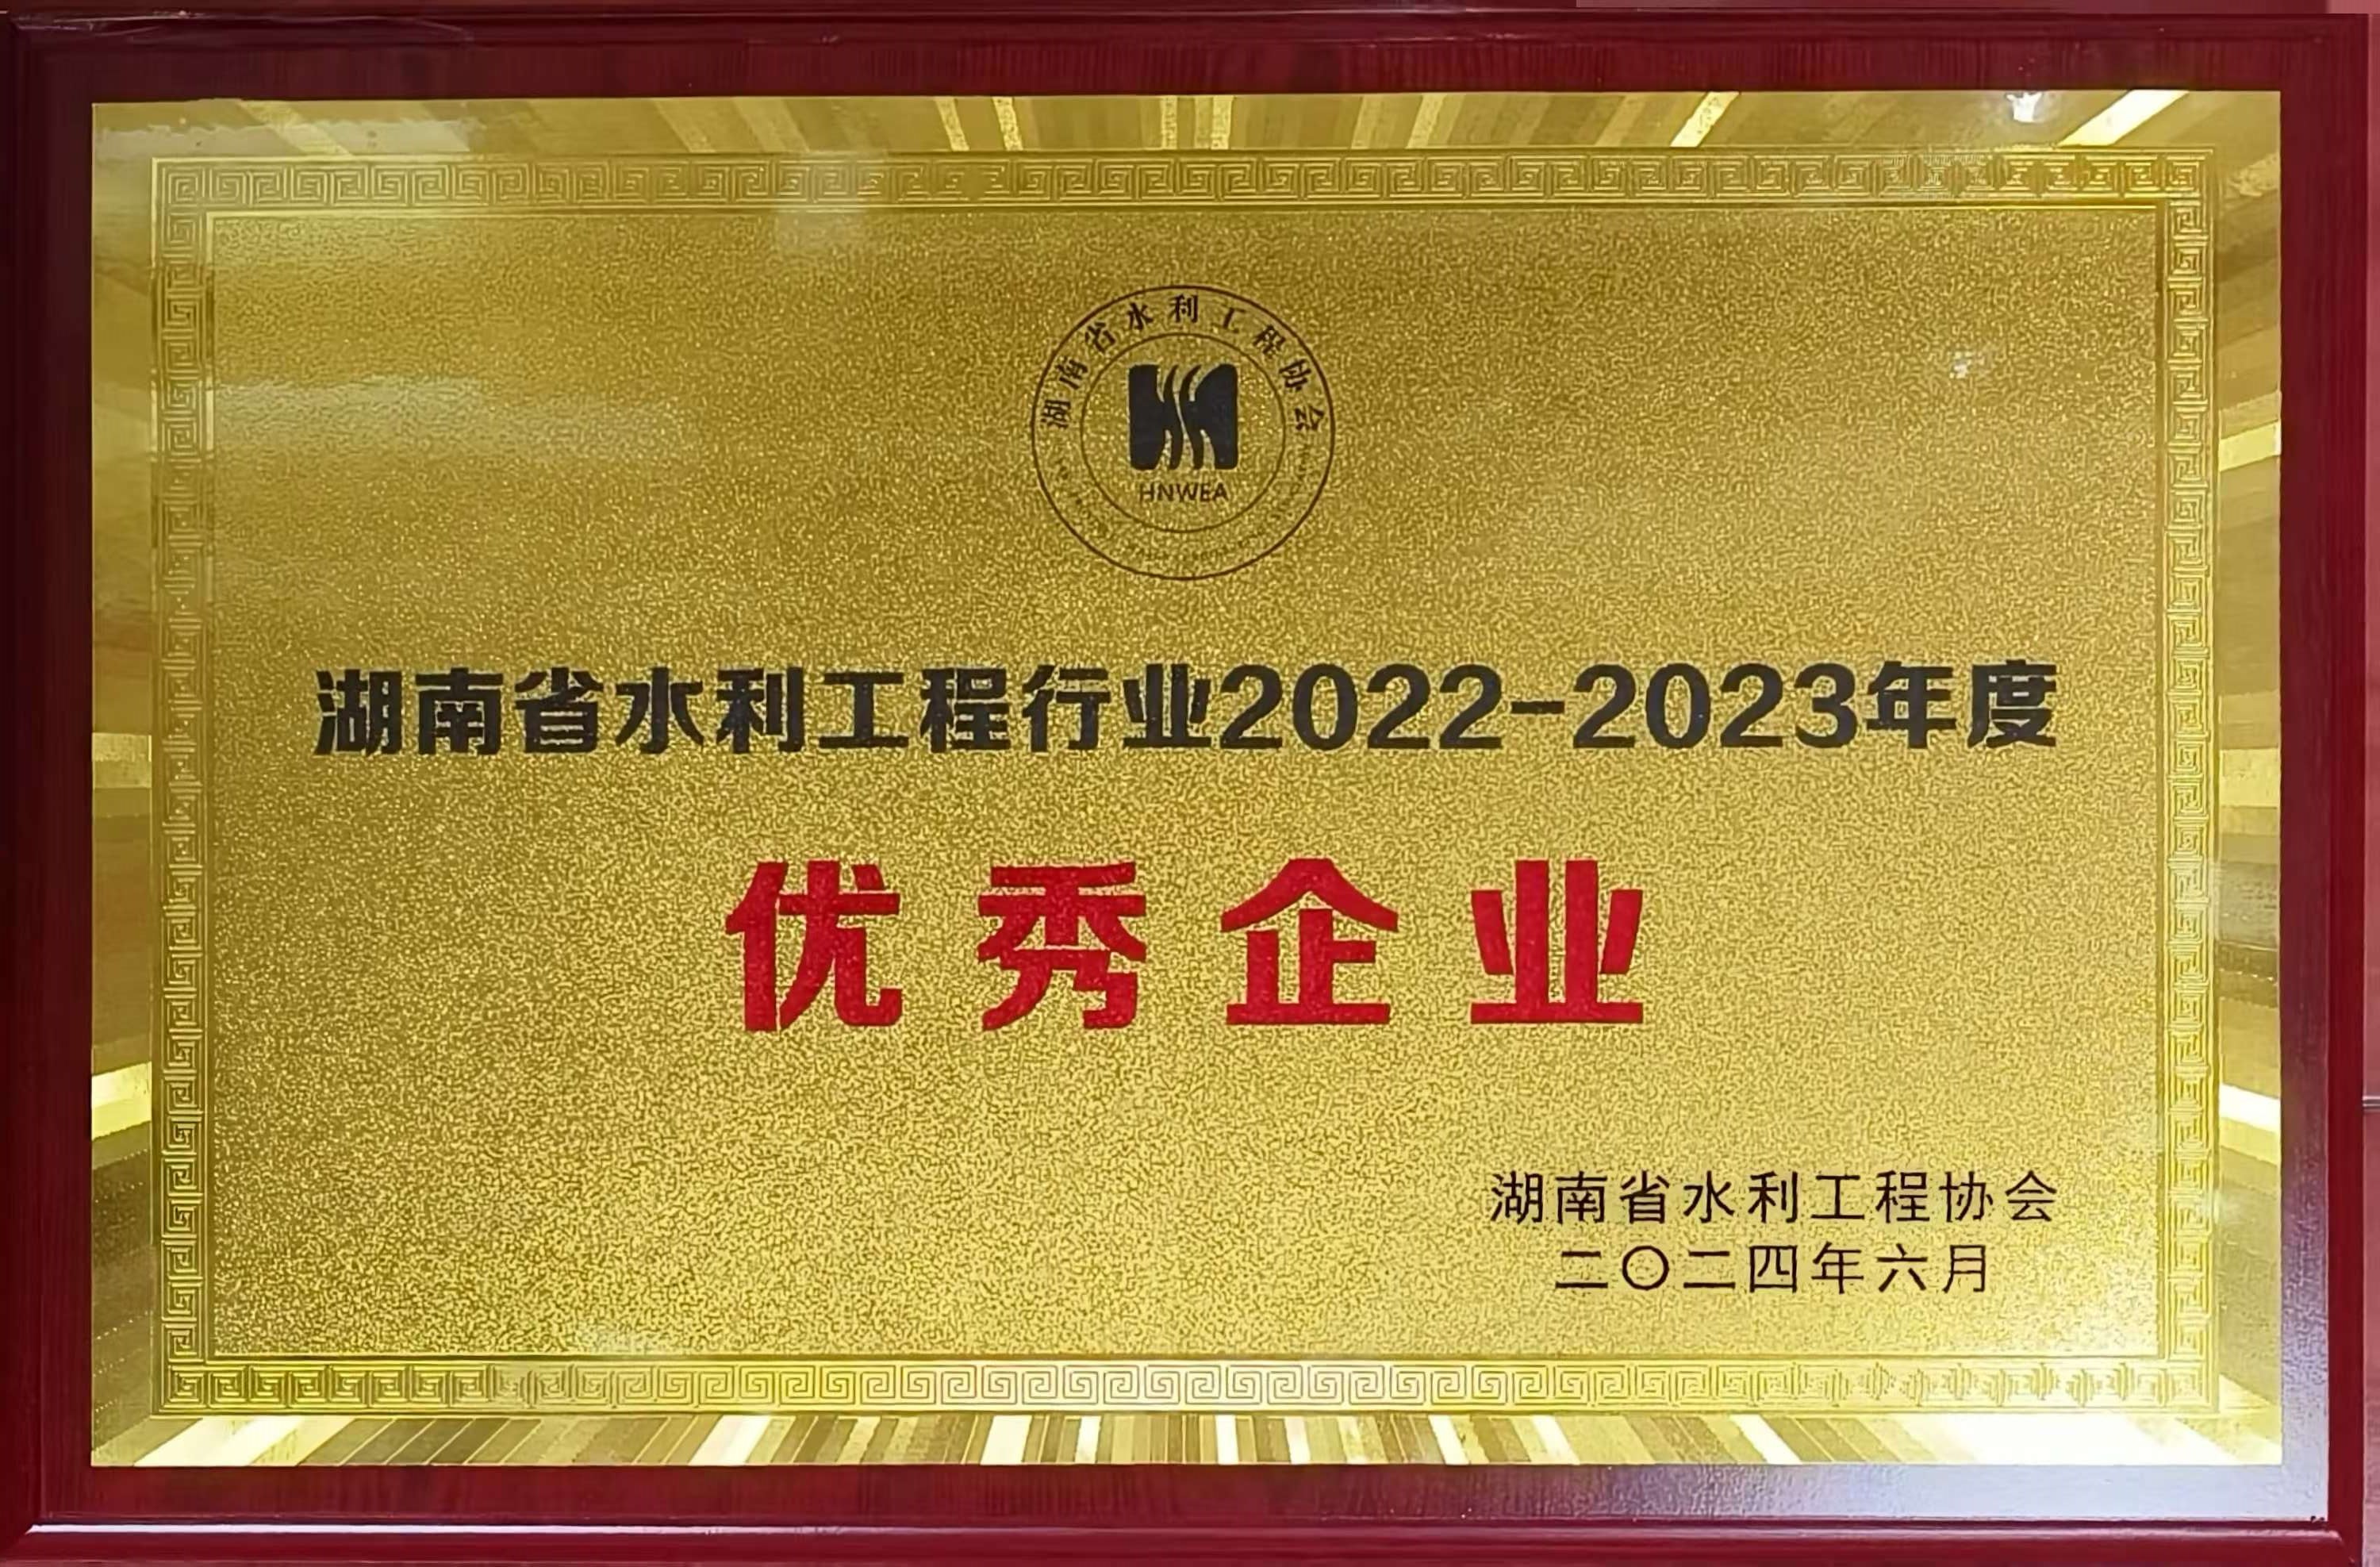 湖南省水利工程协会
HNWEA
湖南省水利工程行业2022-2023年度
优秀企业
湖南省水利工程协会
二〇二四年六月